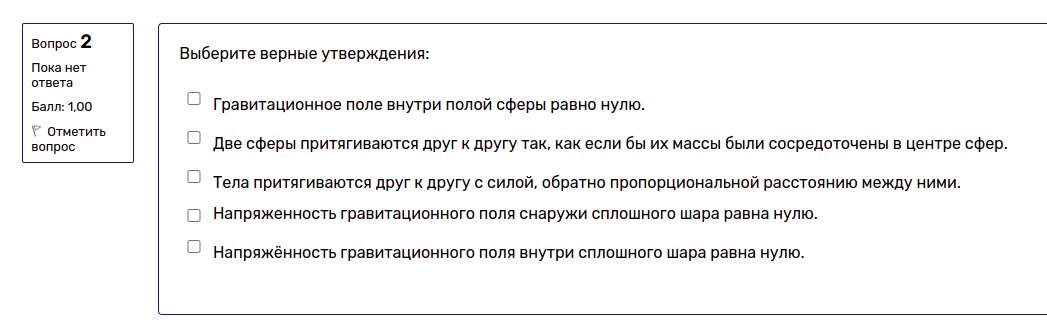 Вопрос 2
Пока нет
ответа
Балл: 1,00
Отметить
вопрос
Выберите верные утверждения:
Гравитационное поле внутри полой сферы равно нулю.
Две сферы притягиваются друг к другу так, как если бы их массы были сосредоточены в центре сфер.
Тела притягиваются друг к другу с силой, обратно пропорциональной расстоянию между ними.
Напряженность гравитационного поля снаружи сплошного шара равна нулю.
Напряжённость гравитационного поля внутри сплошного шара равна нулю.